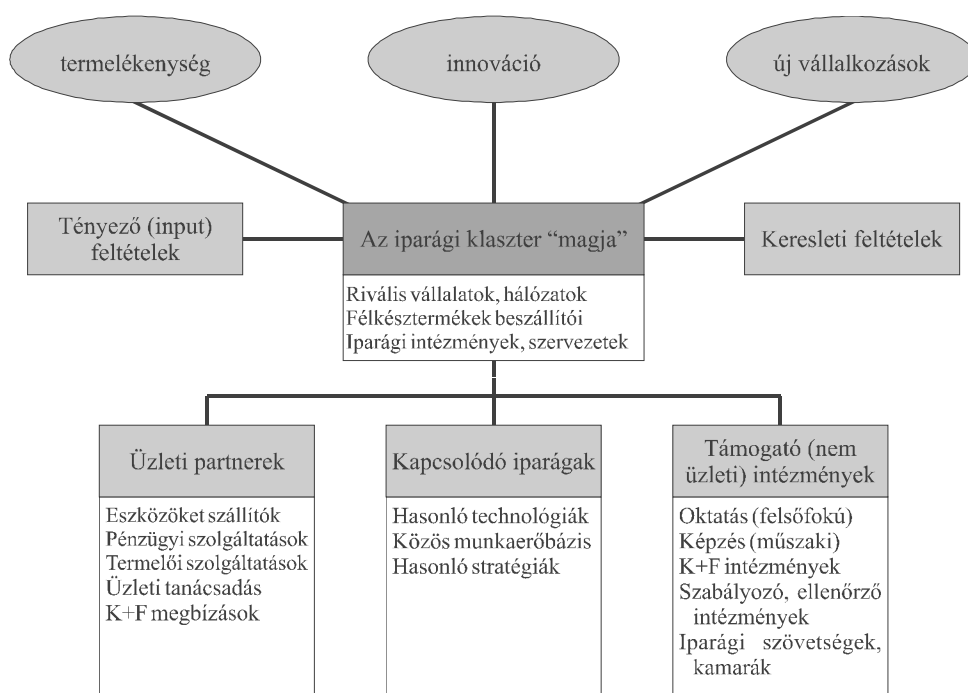 termelékenység
innováció
új vállalkozások
Tényező (input)
feltételek
Az iparági klaszter “magja”
Keresleti feltételek
Rivális vállalatok, hálózatok
Félkésztermékek beszállítói
Iparági intézmények, szervezetek
Üzleti partnerek
Eszközöket szállítók
Pénzügyi szolgáltatások
Termelői szolgáltatások
Üzleti tanácsadás
K+F megbízások
Kapcsolódó iparágak
Hasonló technológiák
Közös munkaerőbázis
Hasonló stratégiák
Támogató (nem
üzleti) intézmények
Oktatás (felsőfokú)
Képzés (műszaki)
K+F intézmények
Szabályozó, ellenőrző
intézmények
Iparági szövetségek,
kamarák